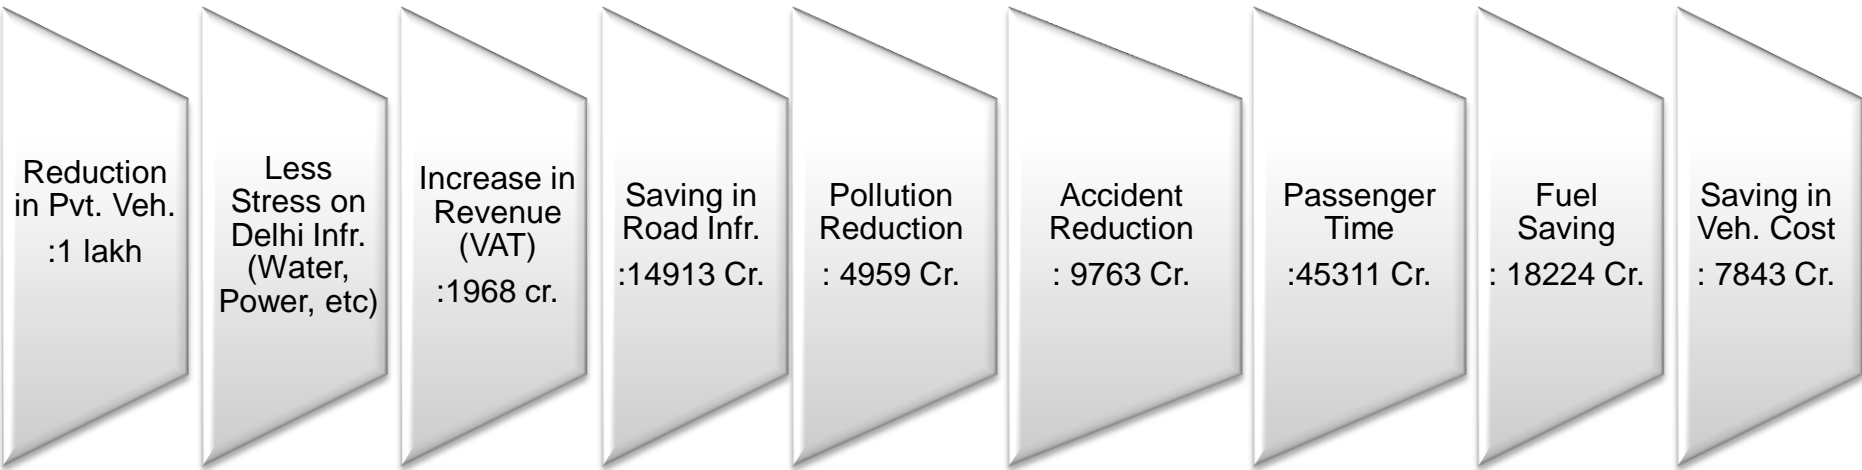 Reduction
in Pvt. Veh.
:1 lakh
Less
Stress on
Delhi Infr.
(Water,
Power, etc)
Increase in
Revenue
(VAT)
:1968 cr.
Saving in
Road Infr.
:14913 Cr.
Pollution
Reduction
: 4959 Cr.
Accident
Reduction
: 9763 Cr.
Passenger
Time
:45311 Cr.
Fuel
Saving
: 18224 Cr.
Saving in
Veh. Cost
: 7843 Cr.